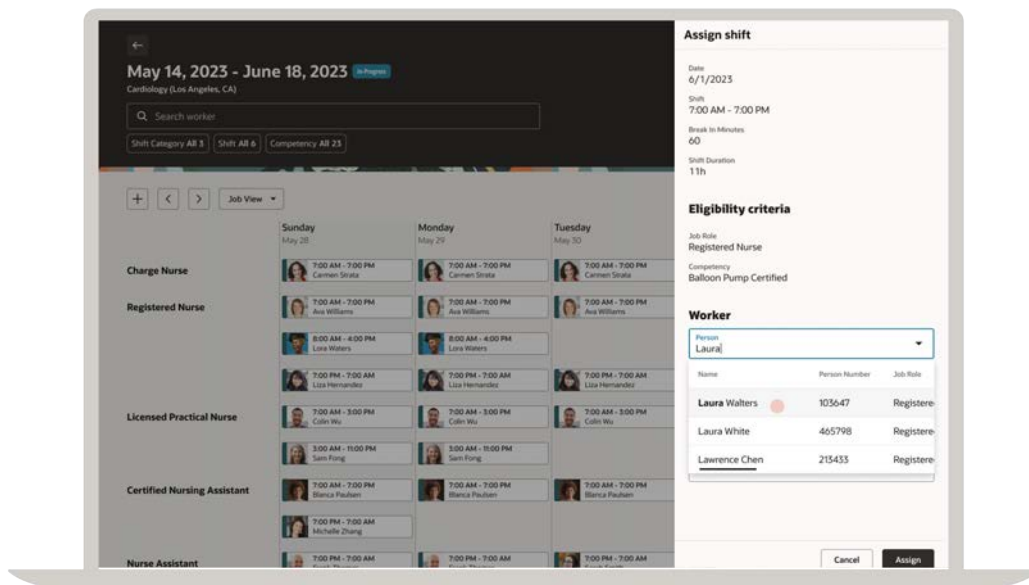 May 14, 2023 - June 18, 2023 In-Progress
Cardiology (Los Angeles, CA)
Search worker
Shift Category All 3 Shift All 6 Competency All 23
Job View
Sunday Monday Tuesday
May 28 May 29 May 30
Charge Nurse
7:00 AM - 7:00 PM 7:00 AM - 7:00 PM 7:00 AM - 7:00 PM
Carmen Strata Carmen Strata Carmen Strata
Registered Nurse
7:00 AM - 7:00 PM 7:00 AM - 7:00 PM 7:00 AM - 7:00 PM
Ava Williams Ava Williams Ava Williams
8:00 AM - 4:00 PM 8:00 AM - 4:00 PM
Lora Waters Lora Waters
7:00 PM - 7:00 AM 7:00 PM - 7:00 AM 7:00 PM - 7:00 AM
Liza Hernandez Liza Hernandez Liza Hernandez
Licensed Practical Nurse
7:00 AM - 3:00 PM 7:00 AM - 3:00 PM 7:00 AM - 3:00 PM
Colin Wu Colin Wu Colin Wu
3:00 AM - 11:00 PM 3:00 AM - 11:00 PM
Sam Fong Sam Fong
Certified Nursing Assistant
7:00 AM - 7:00 PM 7:00 AM - 7:00 PM 7:00 AM - 7:00 PM
Blanca Paulsen Blanca Paulsen Blanca Paulsen
7:00 PM - 7:00 AM
Michelle Zhang
Nurse Assistant
7:00 PM - 7:00 AM 7:00 PM - 7:00 AM 7:00 PM - 7:00 AM
Assign shift
Date
6/1/2023
Shift
7:00 AM - 7:00 PM
Break In Minutes
60
Shift Duration
11h
Eligibility criteria
Job Role
Registered Nurse
Competency
Balloon Pump Certified
Worker
Person
Laura
Name Person Number Job Role
Laura Walters 103647 Registere
Laura White 465798 Registere
Lawrence Chen 213433 Registere
Cancel Assign